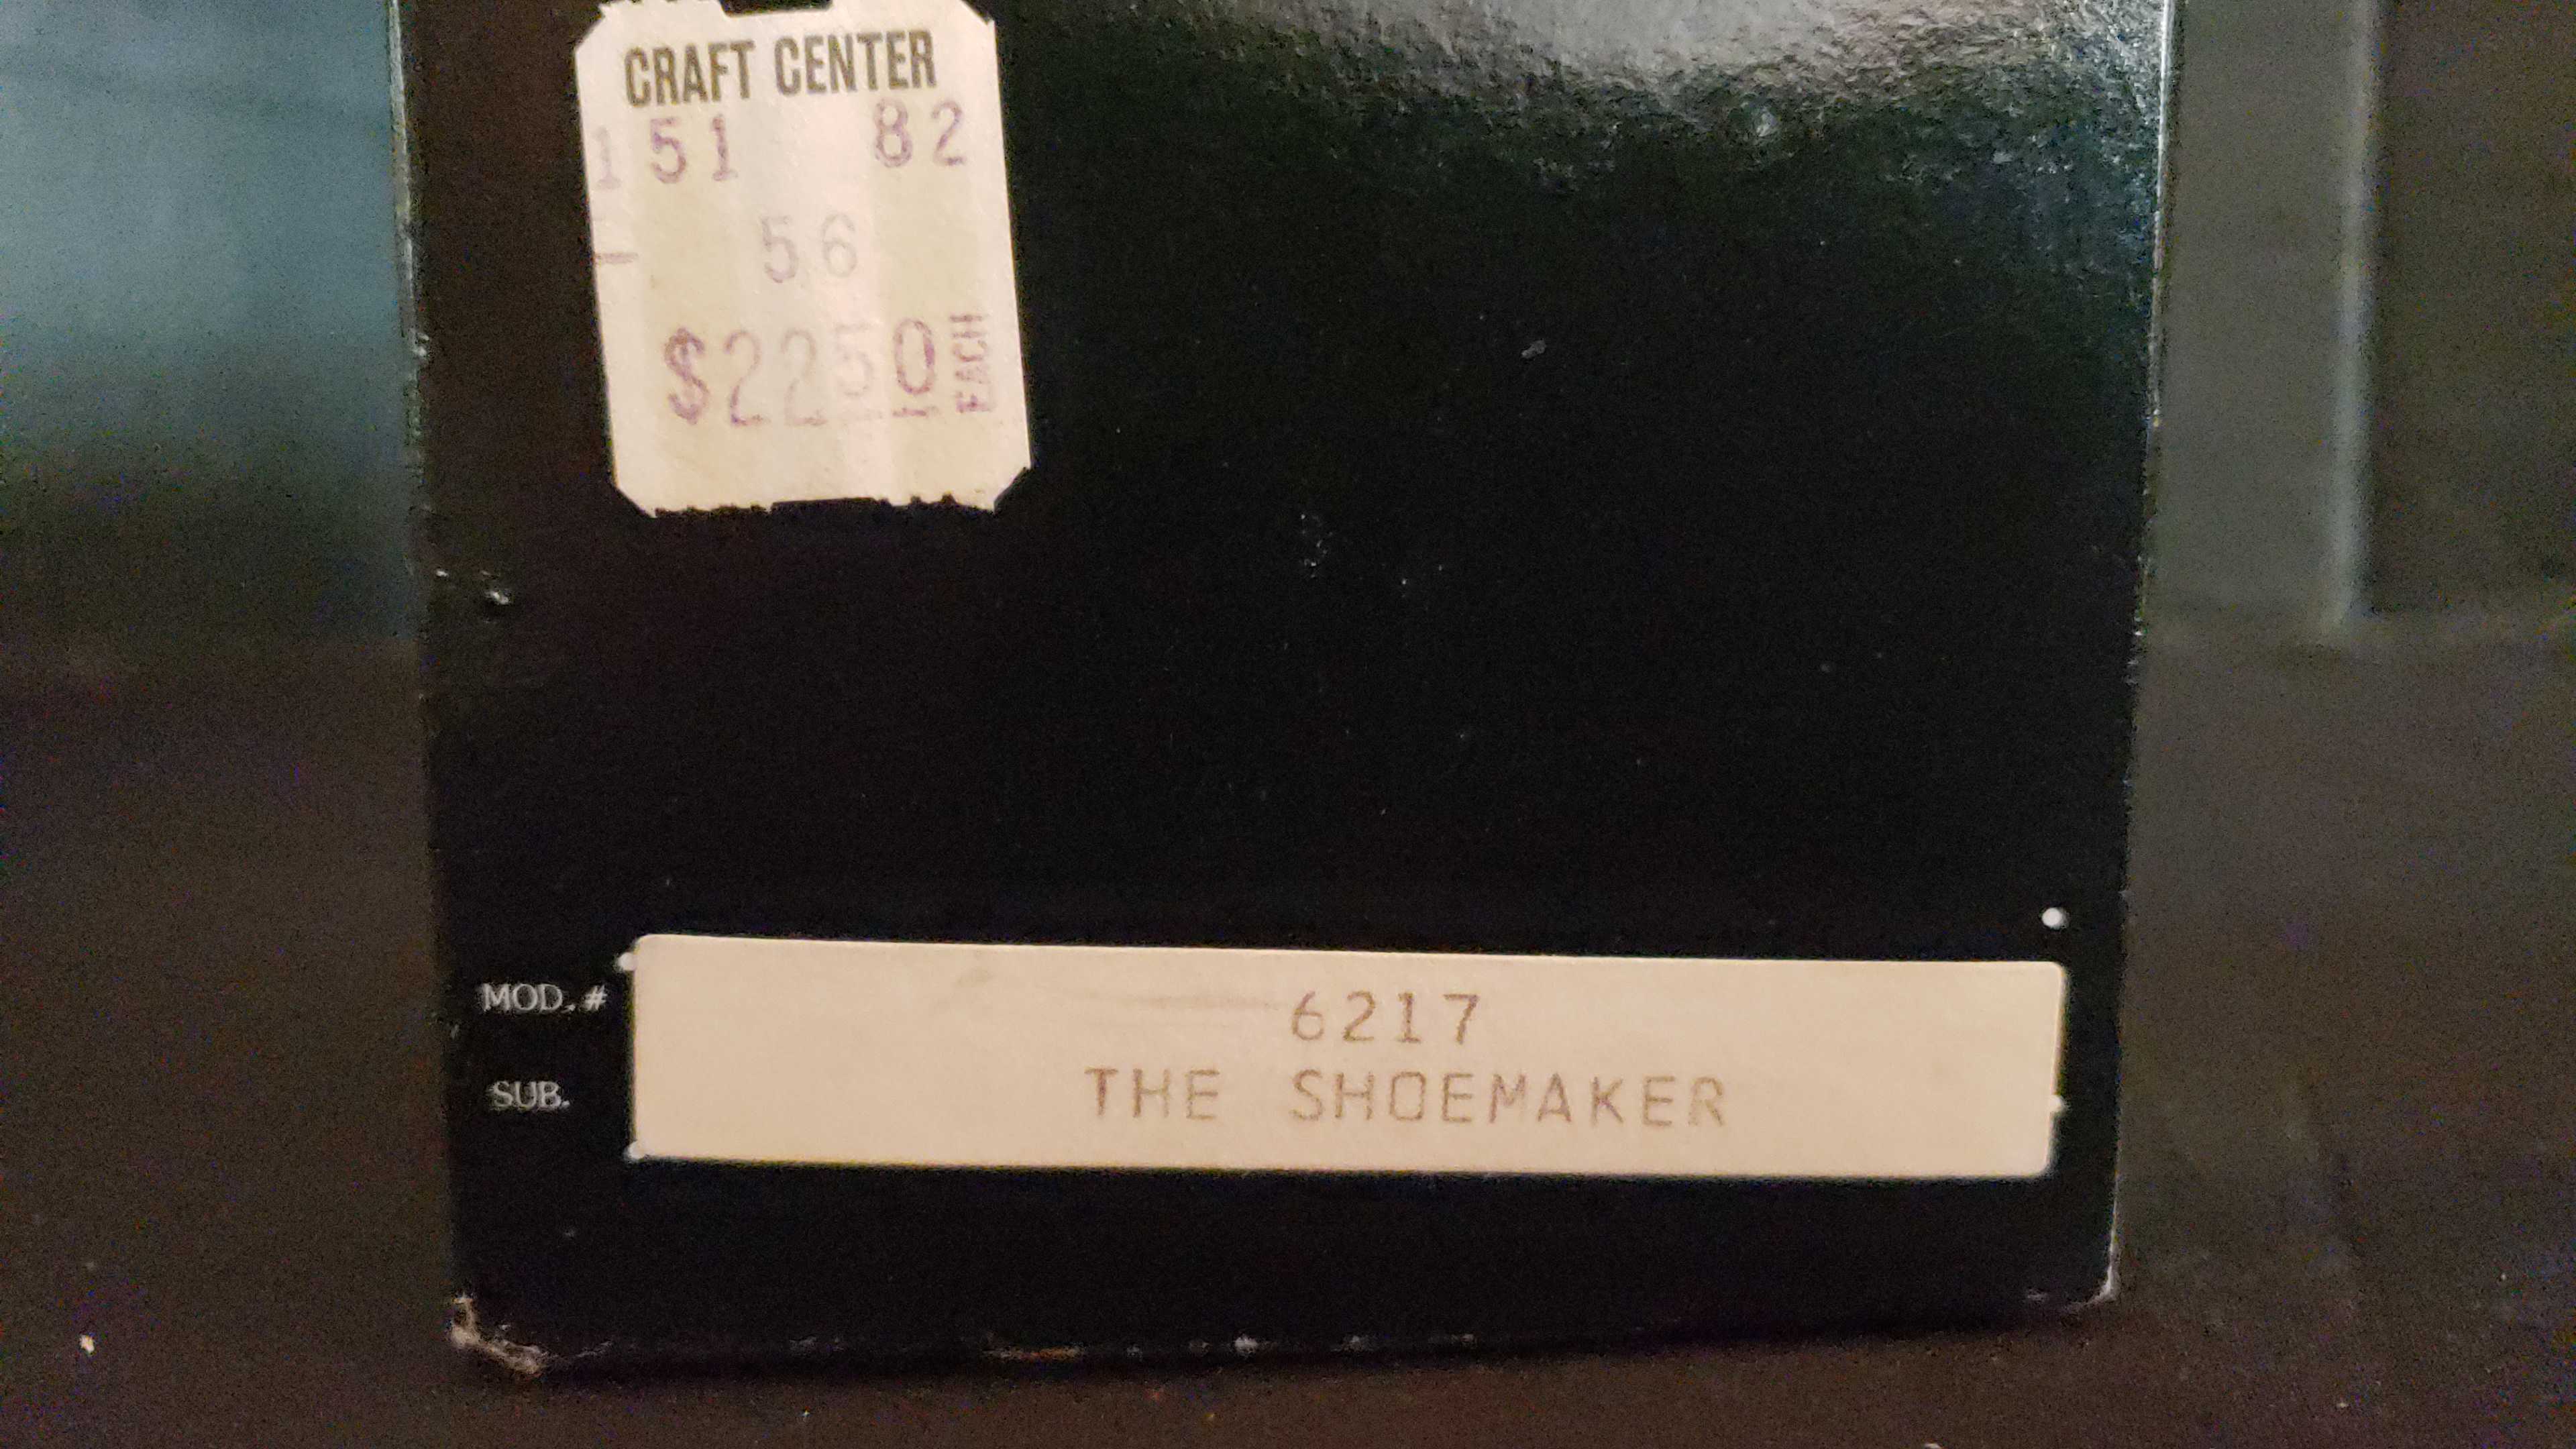 CRAFT CENTER
151 82
56
$2250 EACH
MOD.# 6217
SUB. THE SHOEMAKER